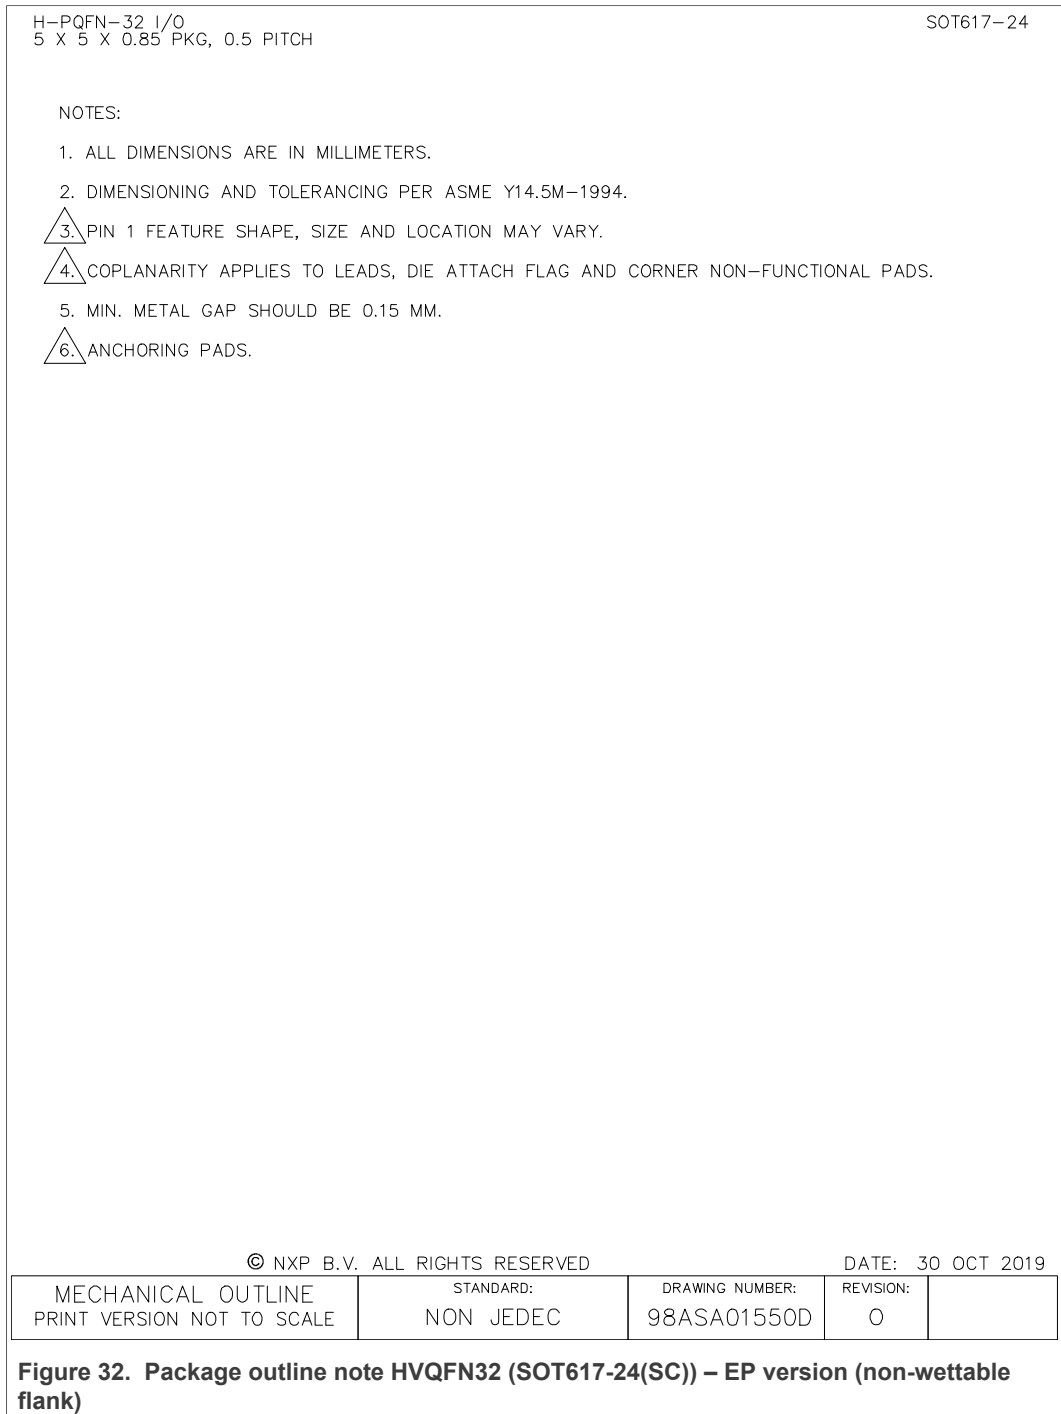 H-PQFN-32 I/O
5 X 5 X 0.85 PKG, 0.5 PITCH
SOT617-24
NOTES:
1. ALL DIMENSIONS ARE IN MILLIMETERS.
2. DIMENSIONING AND TOLERANCING PER ASME Y14.5M-1994.
3. PIN 1 FEATURE SHAPE, SIZE AND LOCATION MAY VARY.
4. COPLANARITY APPLIES TO LEADS, DIE ATTACH FLAG AND CORNER NON-FUNCTIONAL PADS.
5. MIN. METAL GAP SHOULD BE 0.15 MM.
6. ANCHORING PADS.
© NXP B.V. ALL RIGHTS RESERVED
DATE: 30 OCT 2019
MECHANICAL OUTLINE
PRINT VERSION NOT TO SCALE
STANDARD:
NON JEDEC
DRAWING NUMBER:
98ASA01550D
REVISION:
O
Figure 32. Package outline note HVQFN32 (SOT617-24(SC)) – EP version (non-wettable
flank)